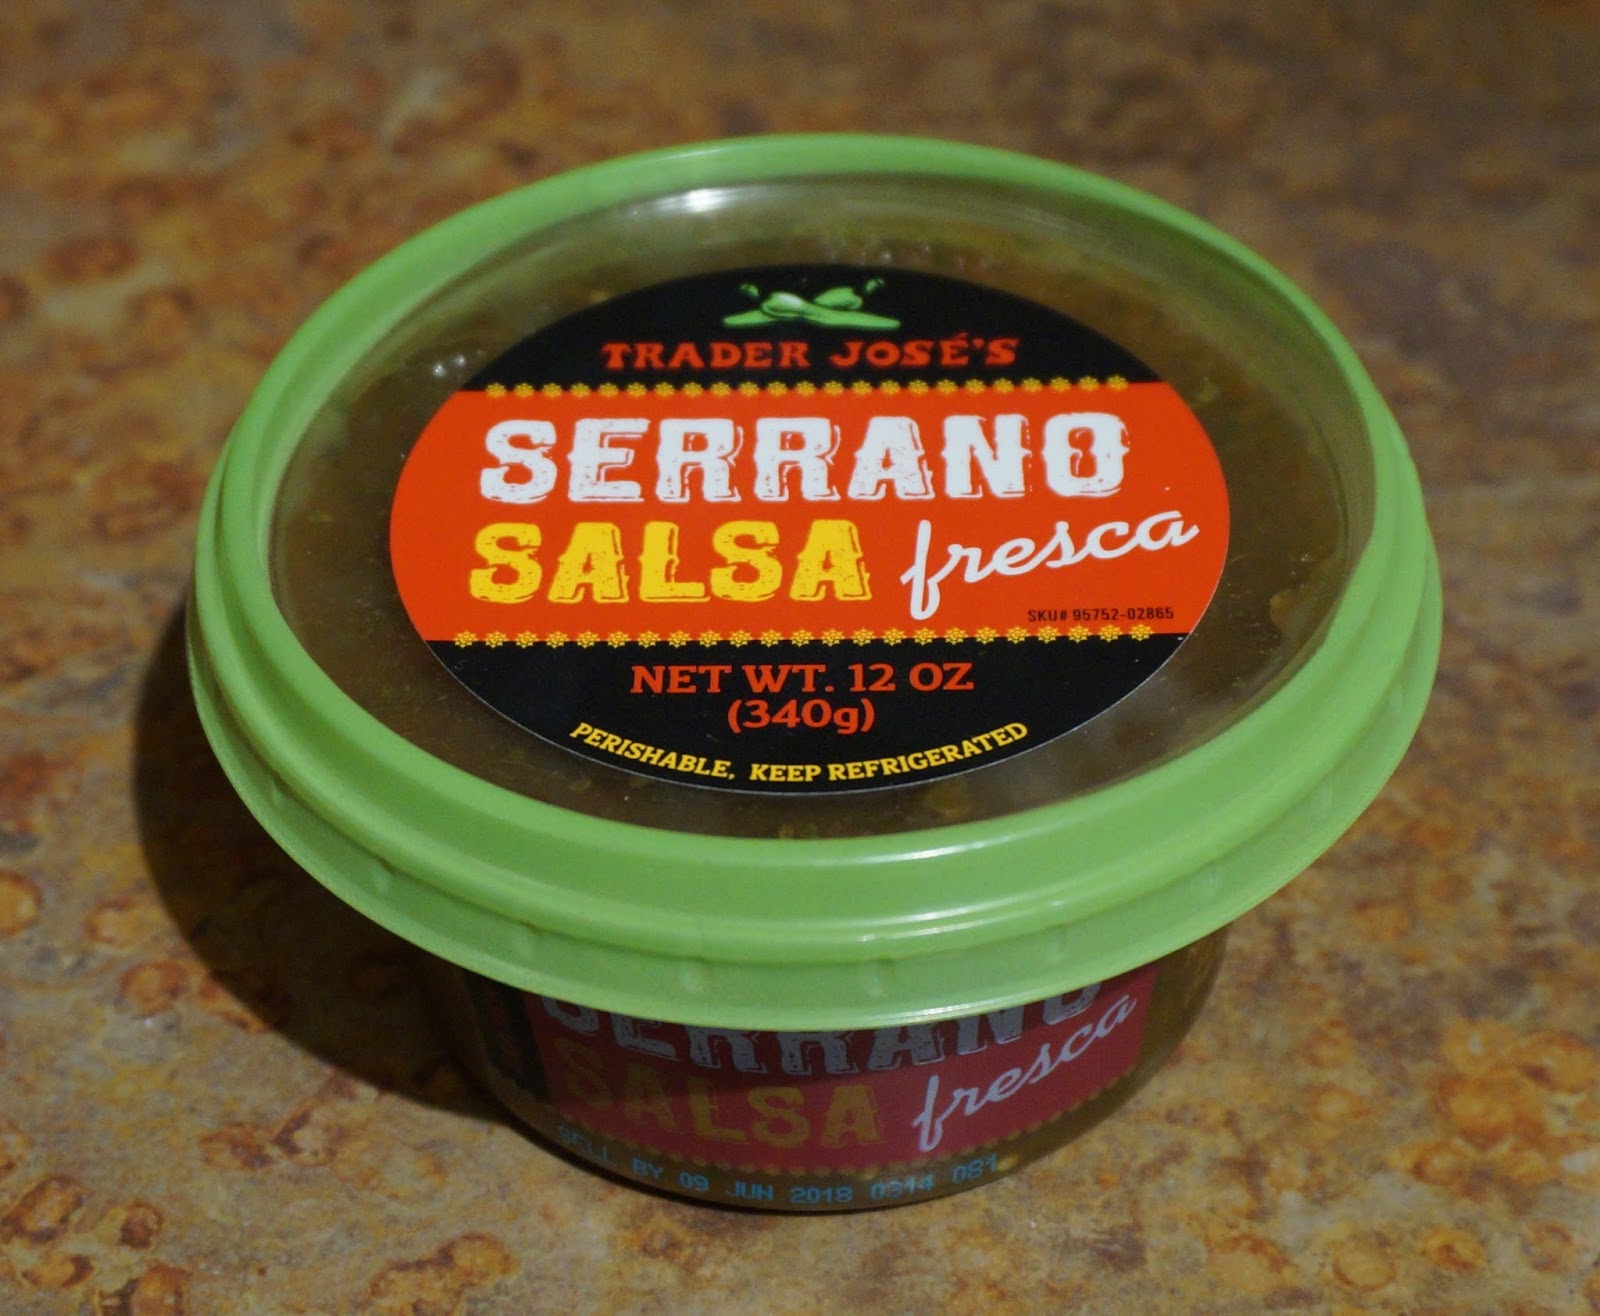 TRADER JOSÉ'S
SERRANO
SALSA fresca
SKU# 95752-02865
NET WT. 12 OZ
(340g)
PERISHABLE, KEEP REFRIGERATED
SERRANO
SALSA fresca
SELL BY 09 JUN 2018 0314 081